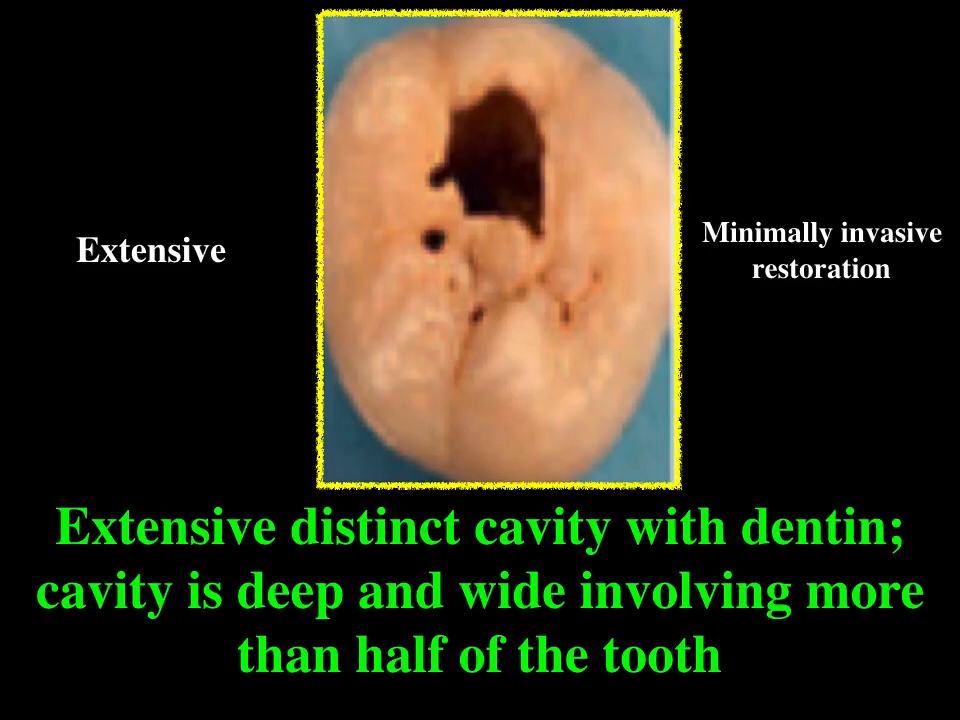 Extensive
Minimally invasive
restoration
Extensive distinct cavity with dentin;
cavity is deep and wide involving more
than half of the tooth